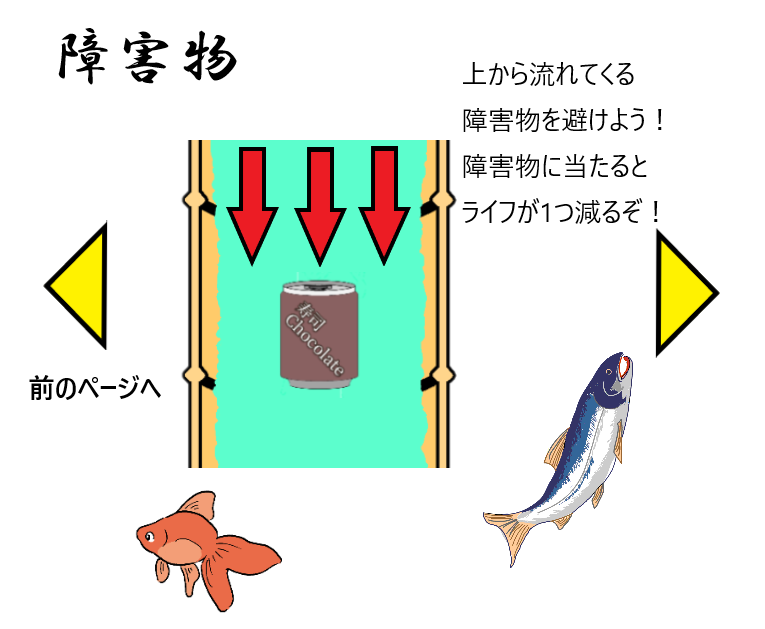 障害物
上から流れてくる
障害物を避けよう！
障害物に当たると
ライフが1つ減るぞ！
寿司
Chocolate
前のページへ